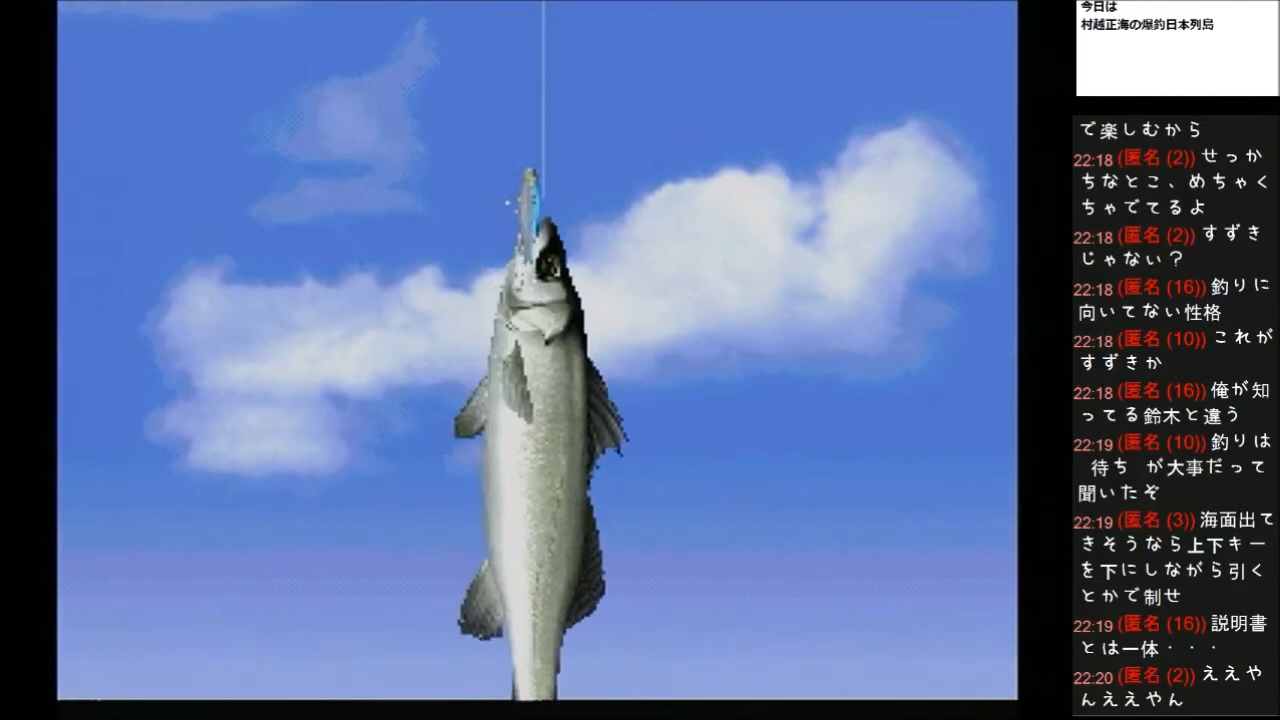 今日は
村越正海の爆釣日本列島
で楽しむから
22:18 (匿名 (2)) せっか
ちなとこ、めちゃく
ちゃでてるよ
22:18 (匿名 (2)) すずき
じゃない？
22:18 (匿名 (16)) 釣りに
向いてない性格
22:18 (匿名 (10)) これが
すずきか
22:18 (匿名 (16)) 俺が知
ってる鈴木と違う
22:19 (匿名 (10)) 釣りは
待ち が大事だって
聞いたぞ
22:19 (匿名 (3)) 海面出て
きそうなら上下キー
を下にしながら引く
とかで制せ
22:19 (匿名 (16)) 説明書
とは一体・・・
22:20 (匿名 (2)) ええや
んええやん